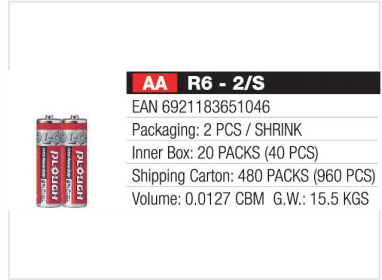 AA R6 - 2/S
EAN 6921183651046
Packaging: 2 PCS / SHRINK
Inner Box: 20 PACKS (40 PCS)
Shipping Carton: 480 PACKS (960 PCS)
Volume: 0.0127 CBM G.W.: 15.5 KGS
PLOUGH
PLOUGH